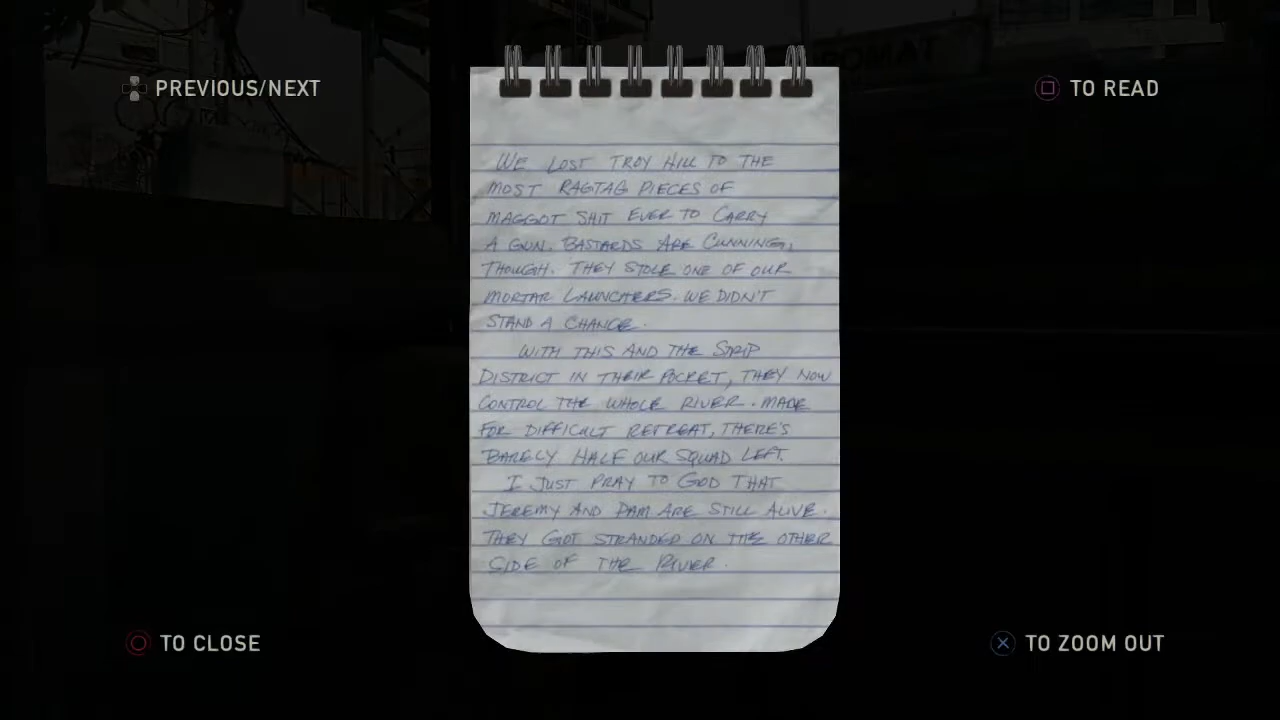 PREVIOUS/NEXT
TO READ
WE LOST TROY HILL TO THE
MOST RAGTAG PIECES OF
MAGGOT SHIT EVER TO CARRY
A GUN. BASTARDS ARE CUNNING,
THOUGH. THEY STOLE ONE OF OUR
MORTAR LAUNCHERS. WE DIDN'T
STAND A CHANCE.
WITH THIS AND THE STRIP
DISTRICT IN THEIR POCKET, THEY NOW
CONTROL THE WHOLE RIVER. MADE
FOR DIFFICULT RETREAT, THERE'S
BARELY HALF OUR SQUAD LEFT.
I JUST PRAY TO GOD THAT
JEREMY AND PAM ARE STILL ALIVE.
THEY GOT STRANDED ON THE OTHER
SIDE OF THE RIVER.
TO CLOSE
TO ZOOM OUT